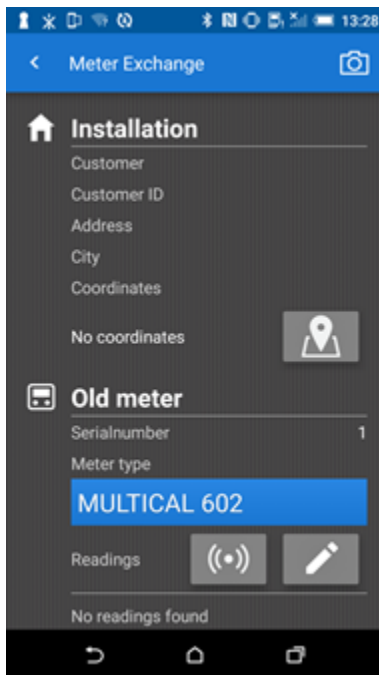 13:28
Meter Exchange
Installation
Customer
Customer ID
Address
City
Coordinates
No coordinates
Old meter
Serialnumber 1
Meter type
MULTICAL 602
Readings
No readings found